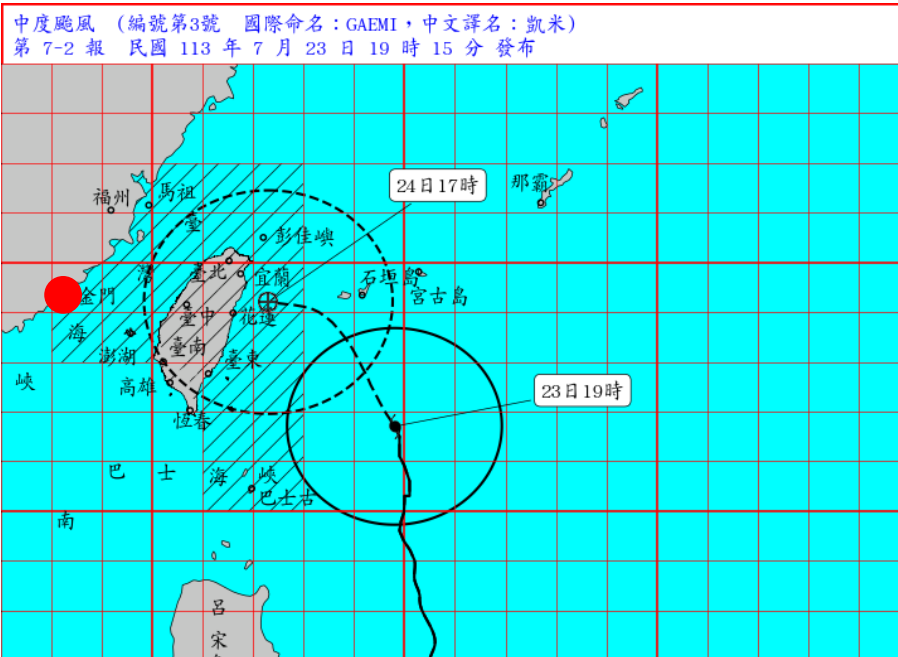 中度颱風 (編號第3號 國際命名：GAEMI，中文譯名：凱米)
第 7-2 報 民國 113 年 7 月 23 日 19 時 15 分 發布
24日17時
那霸
福州
馬祖
臺
彭佳嶼
灣
臺北
宜蘭
石垣島
宮古島
金門
臺中
花蓮
海
澎湖
臺南
臺東
峽
高雄
23日19時
恆春
巴 士 海 峽
巴士古
南
呂
宋